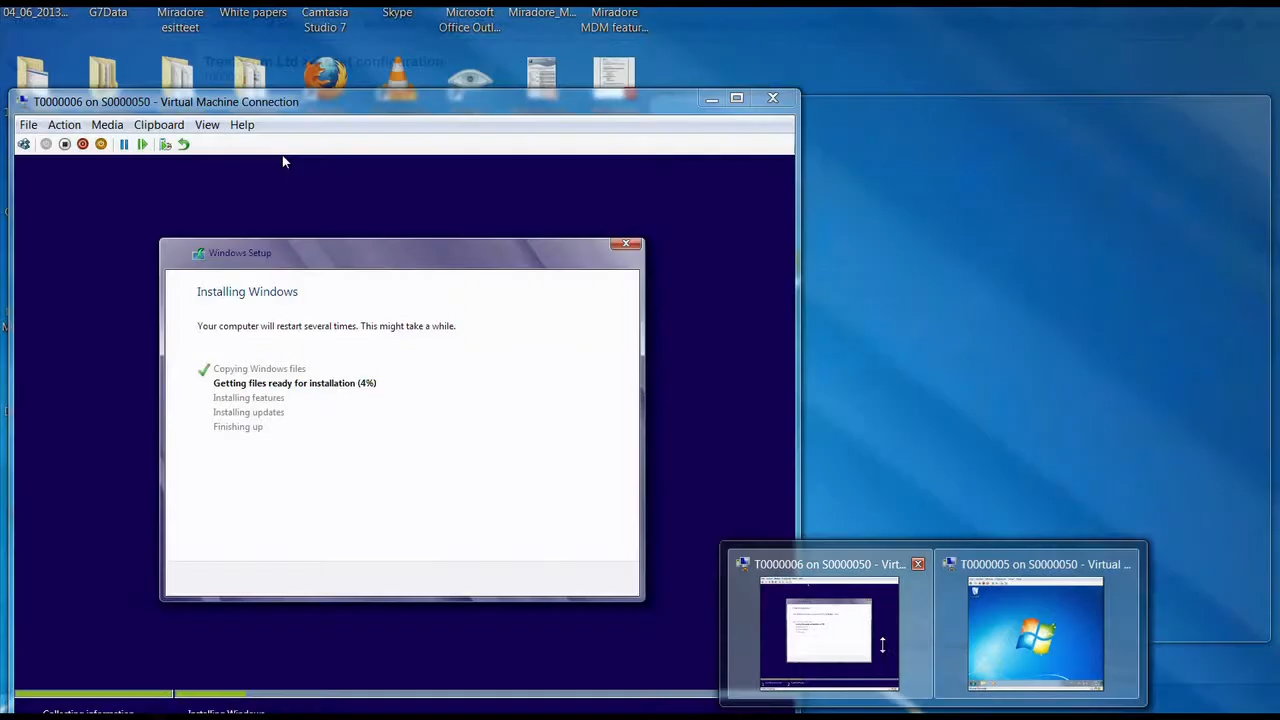 04_06_2013...
G7Data
Miradore
esitteet
White papers
Camtasia
Studio 7
Skype
Microsoft
Office Outl...
Miradore_M...
Miradore
MDM featur...
T0000006 on S0000050 - Virtual Machine Connection
File Action Media Clipboard View Help
Windows Setup
Installing Windows
Your computer will restart several times. This might take a while.
Copying Windows files
Getting files ready for installation (4%)
Installing features
Installing updates
Finishing up
T0000006 on S0000050 - Virt...
T0000005 on S0000050 - Virtual ...
Collecting information
Installing Windows